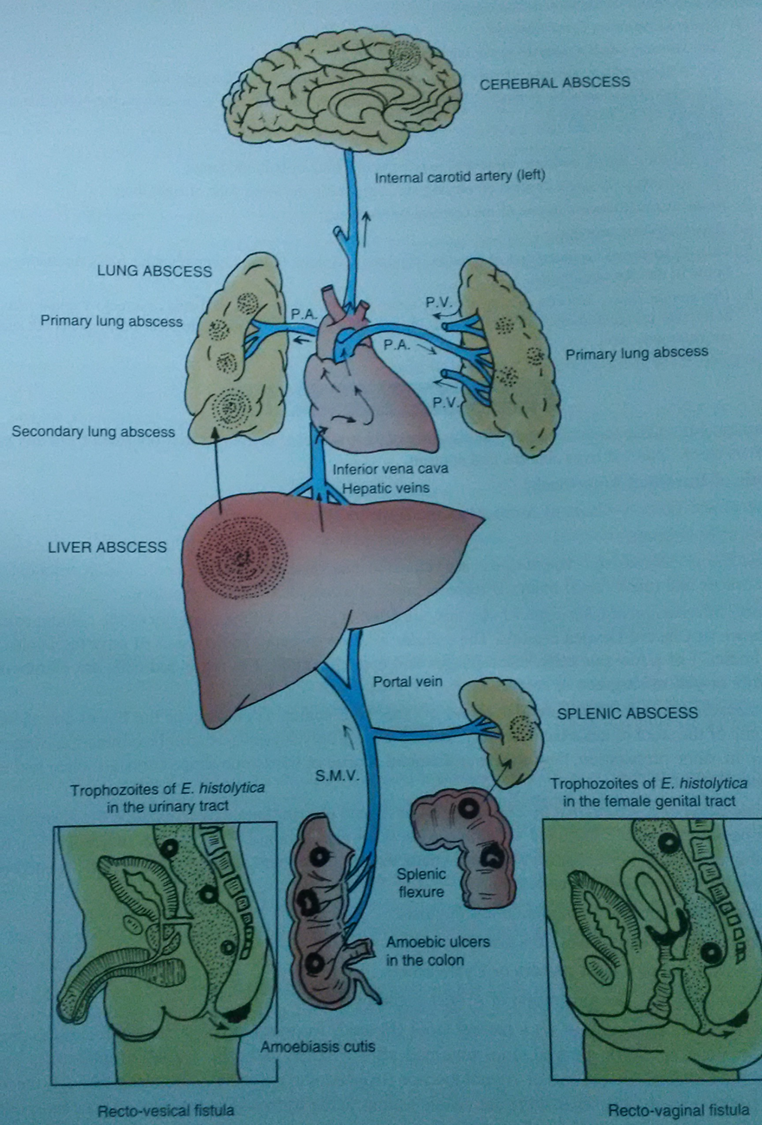 CEREBRAL ABSCESS
Internal carotid artery (left)
LUNG ABSCESS
Primary lung abscess
P.A.
P.V.
P.A.
Primary lung abscess
P.V.
Secondary lung abscess
Inferior vena cava
Hepatic veins
LIVER ABSCESS
Portal vein
SPLENIC ABSCESS
S.M.V.
Trophozoites of E. histolytica
in the urinary tract
Trophozoites of E. histolytica
in the female genital tract
Splenic
flexure
Amoebic ulcers
in the colon
Amoebiasis cutis
Recto-vesical fistula
Recto-vaginal fistula